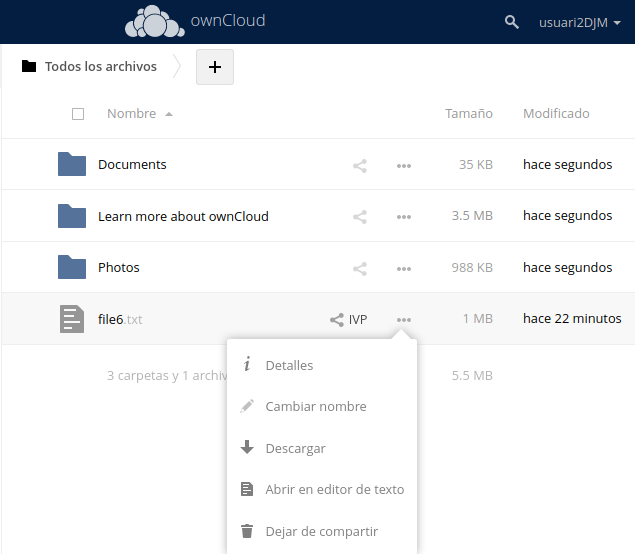 ownCloud
usuari2DJM
Todos los archivos
+
Nombre Tamaño Modificado
Documents 35 KB hace segundos
Learn more about ownCloud 3.5 MB hace segundos
Photos 988 KB hace segundos
file6.txt IVP 1 MB hace 22 minutos
3 carpetas y 1 archiv 5.5 MB
Detalles
Cambiar nombre
Descargar
Abrir en editor de texto
Dejar de compartir